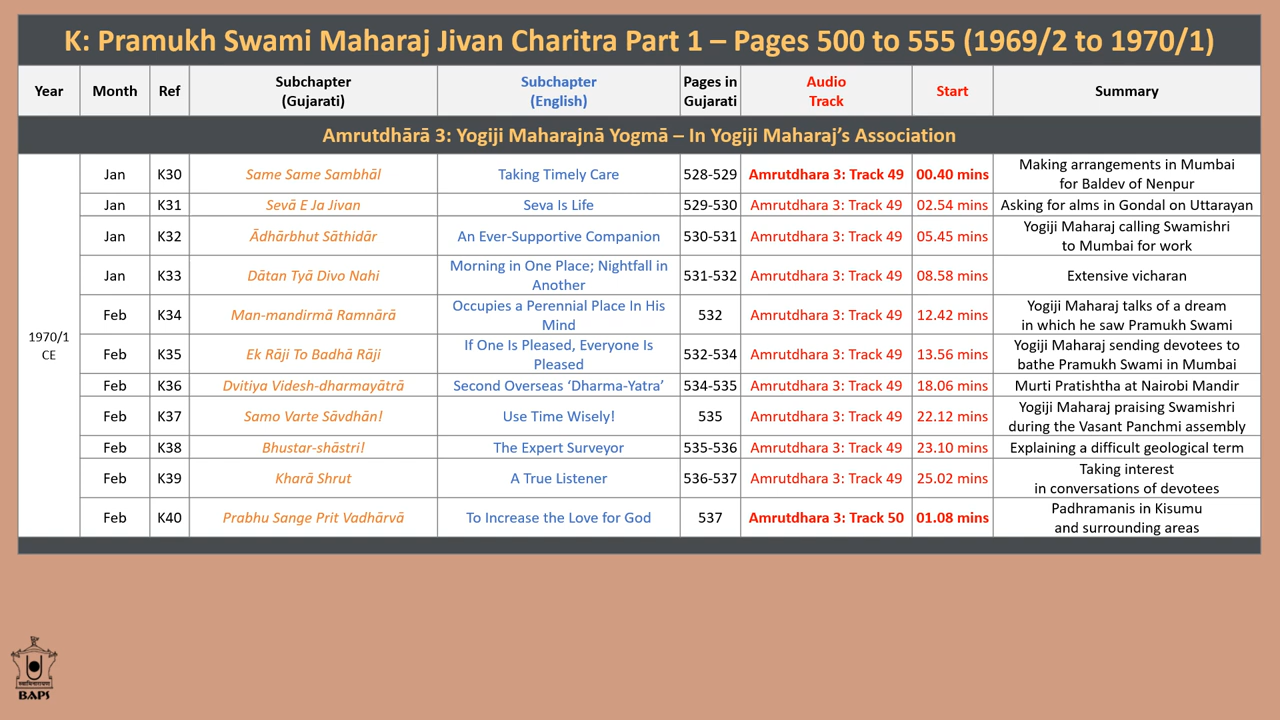 K: Pramukh Swami Maharaj Jivan Charitra Part 1 – Pages 500 to 555 (1969/2 to 1970/1)
Year Month Ref Subchapter (Gujarati) Subchapter (English) Pages in Gujarati Audio Track Start Summary
Amrutdhārā 3: Yogiji Maharajnā Yogmā – In Yogiji Maharaj’s Association
1970/1 CE
Jan K30 Same Same Sambhāl Taking Timely Care 528-529 Amrutdhara 3: Track 49 00.40 mins Making arrangements in Mumbai for Baldev of Nenpur
Jan K31 Sevā E Ja Jivan Seva Is Life 529-530 Amrutdhara 3: Track 49 02.54 mins Asking for alms in Gondal on Uttarayan
Jan K32 Ādhārbhut Sāthidār An Ever-Supportive Companion 530-531 Amrutdhara 3: Track 49 05.45 mins Yogiji Maharaj calling Swamishri to Mumbai for work
Jan K33 Dātan Tyā Divo Nahi Morning in One Place; Nightfall in Another 531-532 Amrutdhara 3: Track 49 08.58 mins Extensive vicharan
Feb K34 Man-mandirmā Ramnārā Occupies a Perennial Place In His Mind 532 Amrutdhara 3: Track 49 12.42 mins Yogiji Maharaj talks of a dream in which he saw Pramukh Swami
Feb K35 Ek Rāji To Badhā Rāji If One Is Pleased, Everyone Is Pleased 532-534 Amrutdhara 3: Track 49 13.56 mins Yogiji Maharaj sending devotees to bathe Pramukh Swami in Mumbai
Feb K36 Dvitiya Videsh-dharmayātrā Second Overseas ‘Dharma-Yatra’ 534-535 Amrutdhara 3: Track 49 18.06 mins Murti Pratishtha at Nairobi Mandir
Feb K37 Samo Varte Sāvdhān! Use Time Wisely! 535 Amrutdhara 3: Track 49 22.12 mins Yogiji Maharaj praising Swamishri during the Vasant Panchmi assembly
Feb K38 Bhustar-shāstri! The Expert Surveyor 535-536 Amrutdhara 3: Track 49 23.10 mins Explaining a difficult geological term
Feb K39 Kharā Shrut A True Listener 536-537 Amrutdhara 3: Track 49 25.02 mins Taking interest in conversations of devotees
Feb K40 Prabhu Sange Prit Vadhārvā To Increase the Love for God 537 Amrutdhara 3: Track 50 01.08 mins Padhramanis in Kisumu and surrounding areas
BAPS